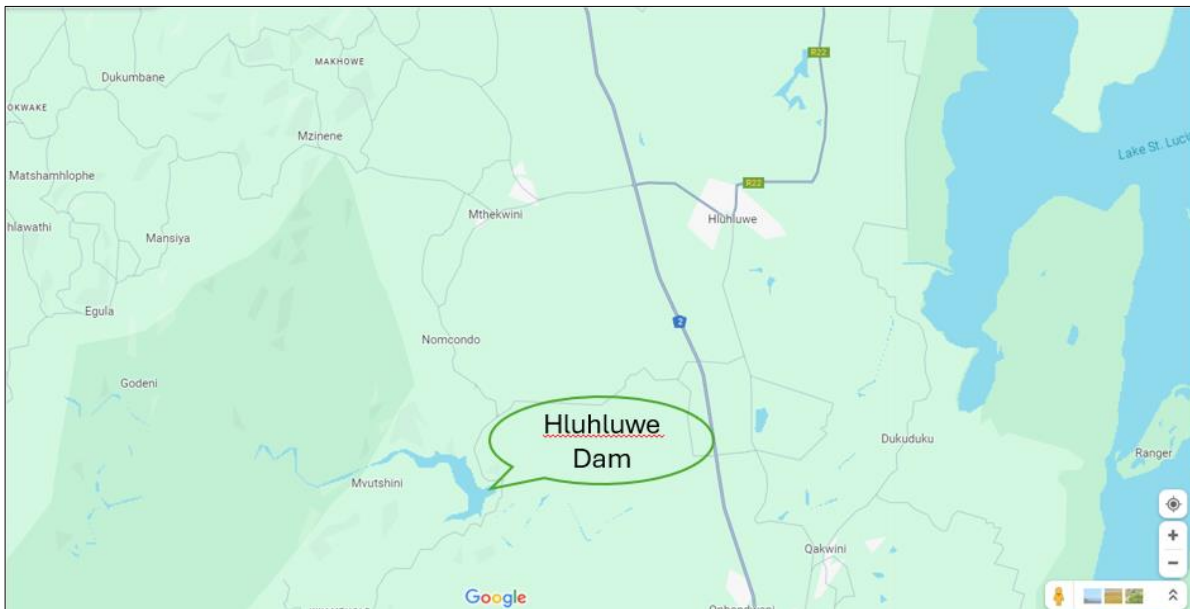 R22
MAKHOWE
Dukumbane
OKWAKE
Mzinene
Lake St. Luci
Matshamhlophe
R22
Mthekwini
Hluhluwe
hlawathi
Mansiya
Egula
2
Nomcondo
Godeni
Hluhluwe
Dam
Dukuduku
Ranger
Mvutshini
Qakwini
Google